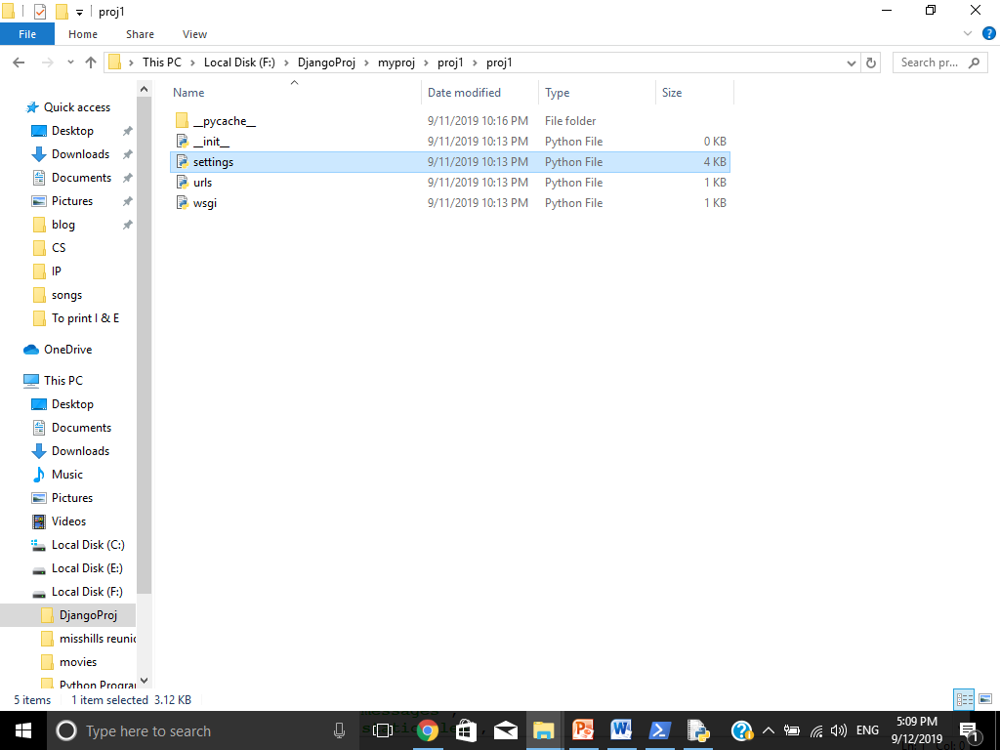 proj1
File Home Share View
This PC Local Disk (F:) DjangoProj myproj proj1 proj1
Search pr...
Name Date modified Type Size
__pycache__ 9/11/2019 10:16 PM File folder
__init__ 9/11/2019 10:13 PM Python File 0 KB
settings 9/11/2019 10:13 PM Python File 4 KB
urls 9/11/2019 10:13 PM Python File 1 KB
wsgi 9/11/2019 10:13 PM Python File 1 KB
Quick access
Desktop
Downloads
Documents
Pictures
blog
CS
IP
songs
To print I & E
OneDrive
This PC
Desktop
Documents
Downloads
Music
Pictures
Videos
Local Disk (C:)
Local Disk (E:)
Local Disk (F:)
DjangoProj
misshills reunio
movies
Python Progra
5 items 1 item selected 3.12 KB
Type here to search
ENG
5:09 PM
9/12/2019
1